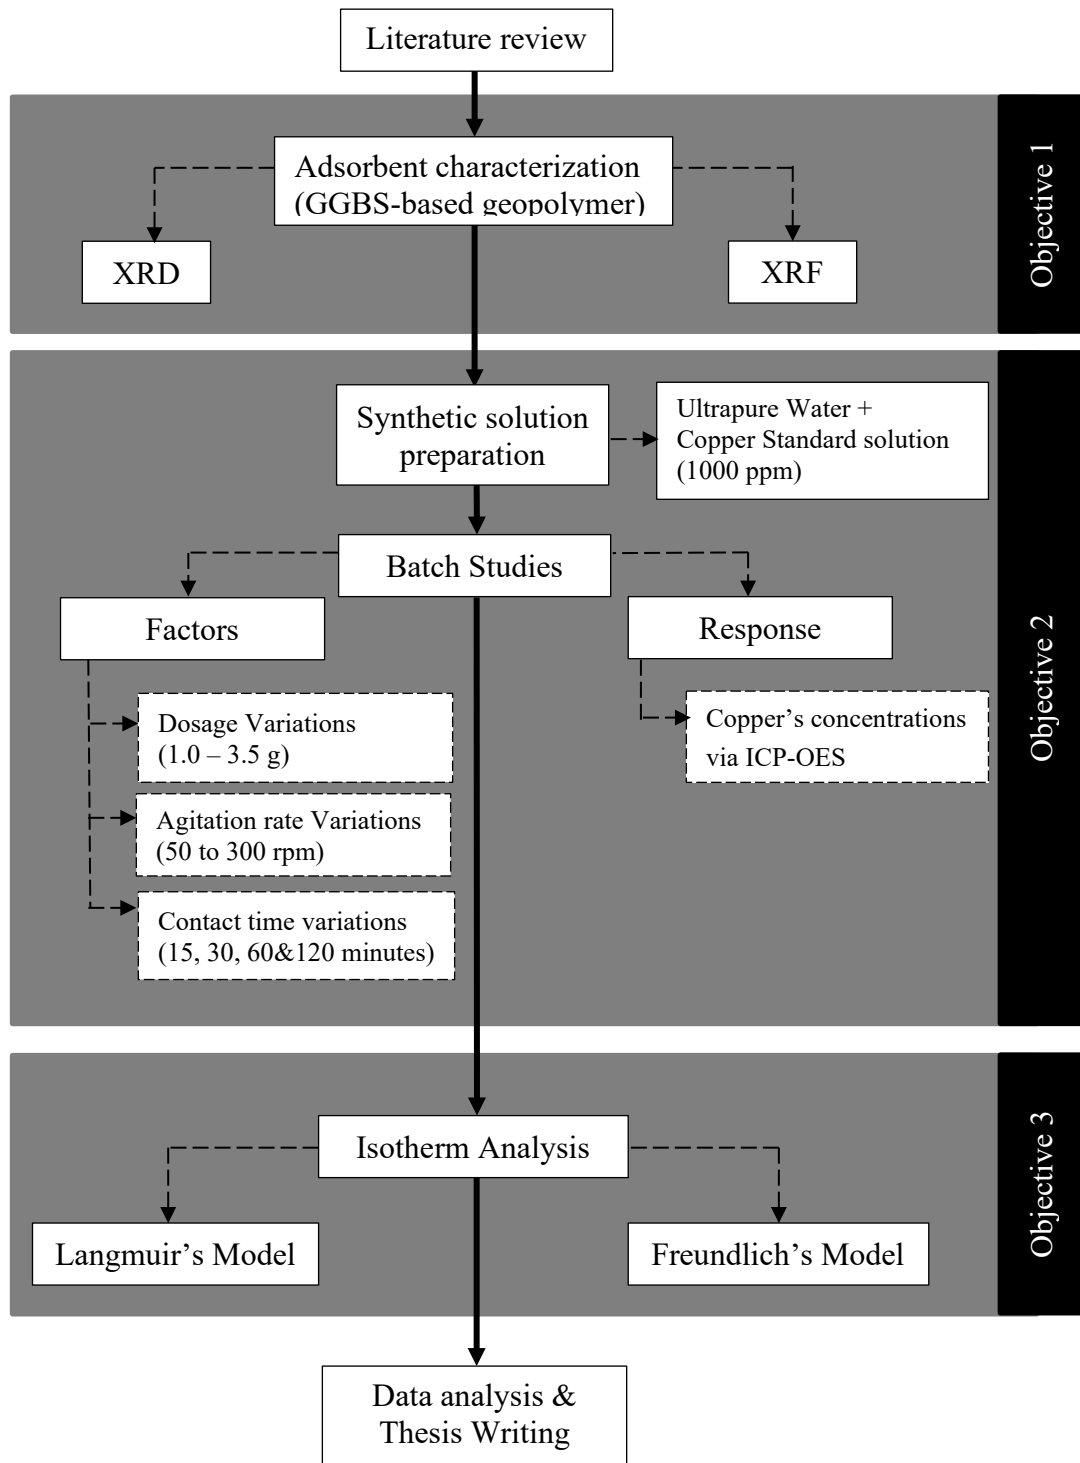 Literature review
Adsorbent characterization
(GGBS-based geopolymer)
XRD
XRF
Objective 1
Synthetic solution
preparation
Ultrapure Water +
Copper Standard solution
(1000 ppm)
Batch Studies
Factors
Response
Dosage Variations
(1.0 – 3.5 g)
Agitation rate Variations
(50 to 300 rpm)
Contact time variations
(15, 30, 60&120 minutes)
Copper’s concentrations
via ICP-OES
Objective 2
Isotherm Analysis
Langmuir’s Model
Freundlich’s Model
Objective 3
Data analysis &
Thesis Writing